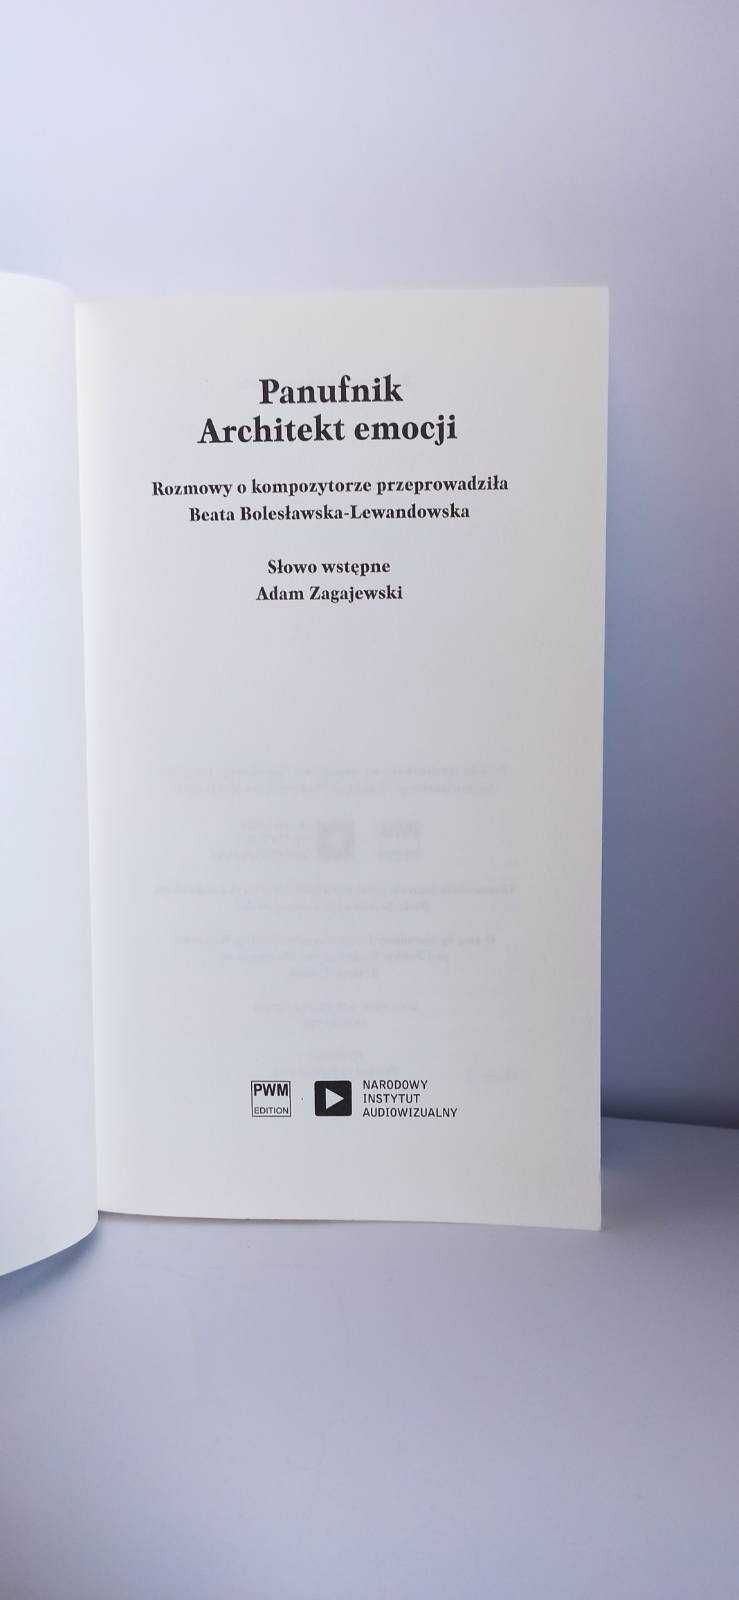 Panufnik
Architekt emocji
Rozmowy o kompozytorze przeprowadziła
Beata Bolesławska-Lewandowska
Słowo wstępne
Adam Zagajewski
PWM
EDITION
NARODOWY
INSTYTUT
AUDIOWIZUALNY